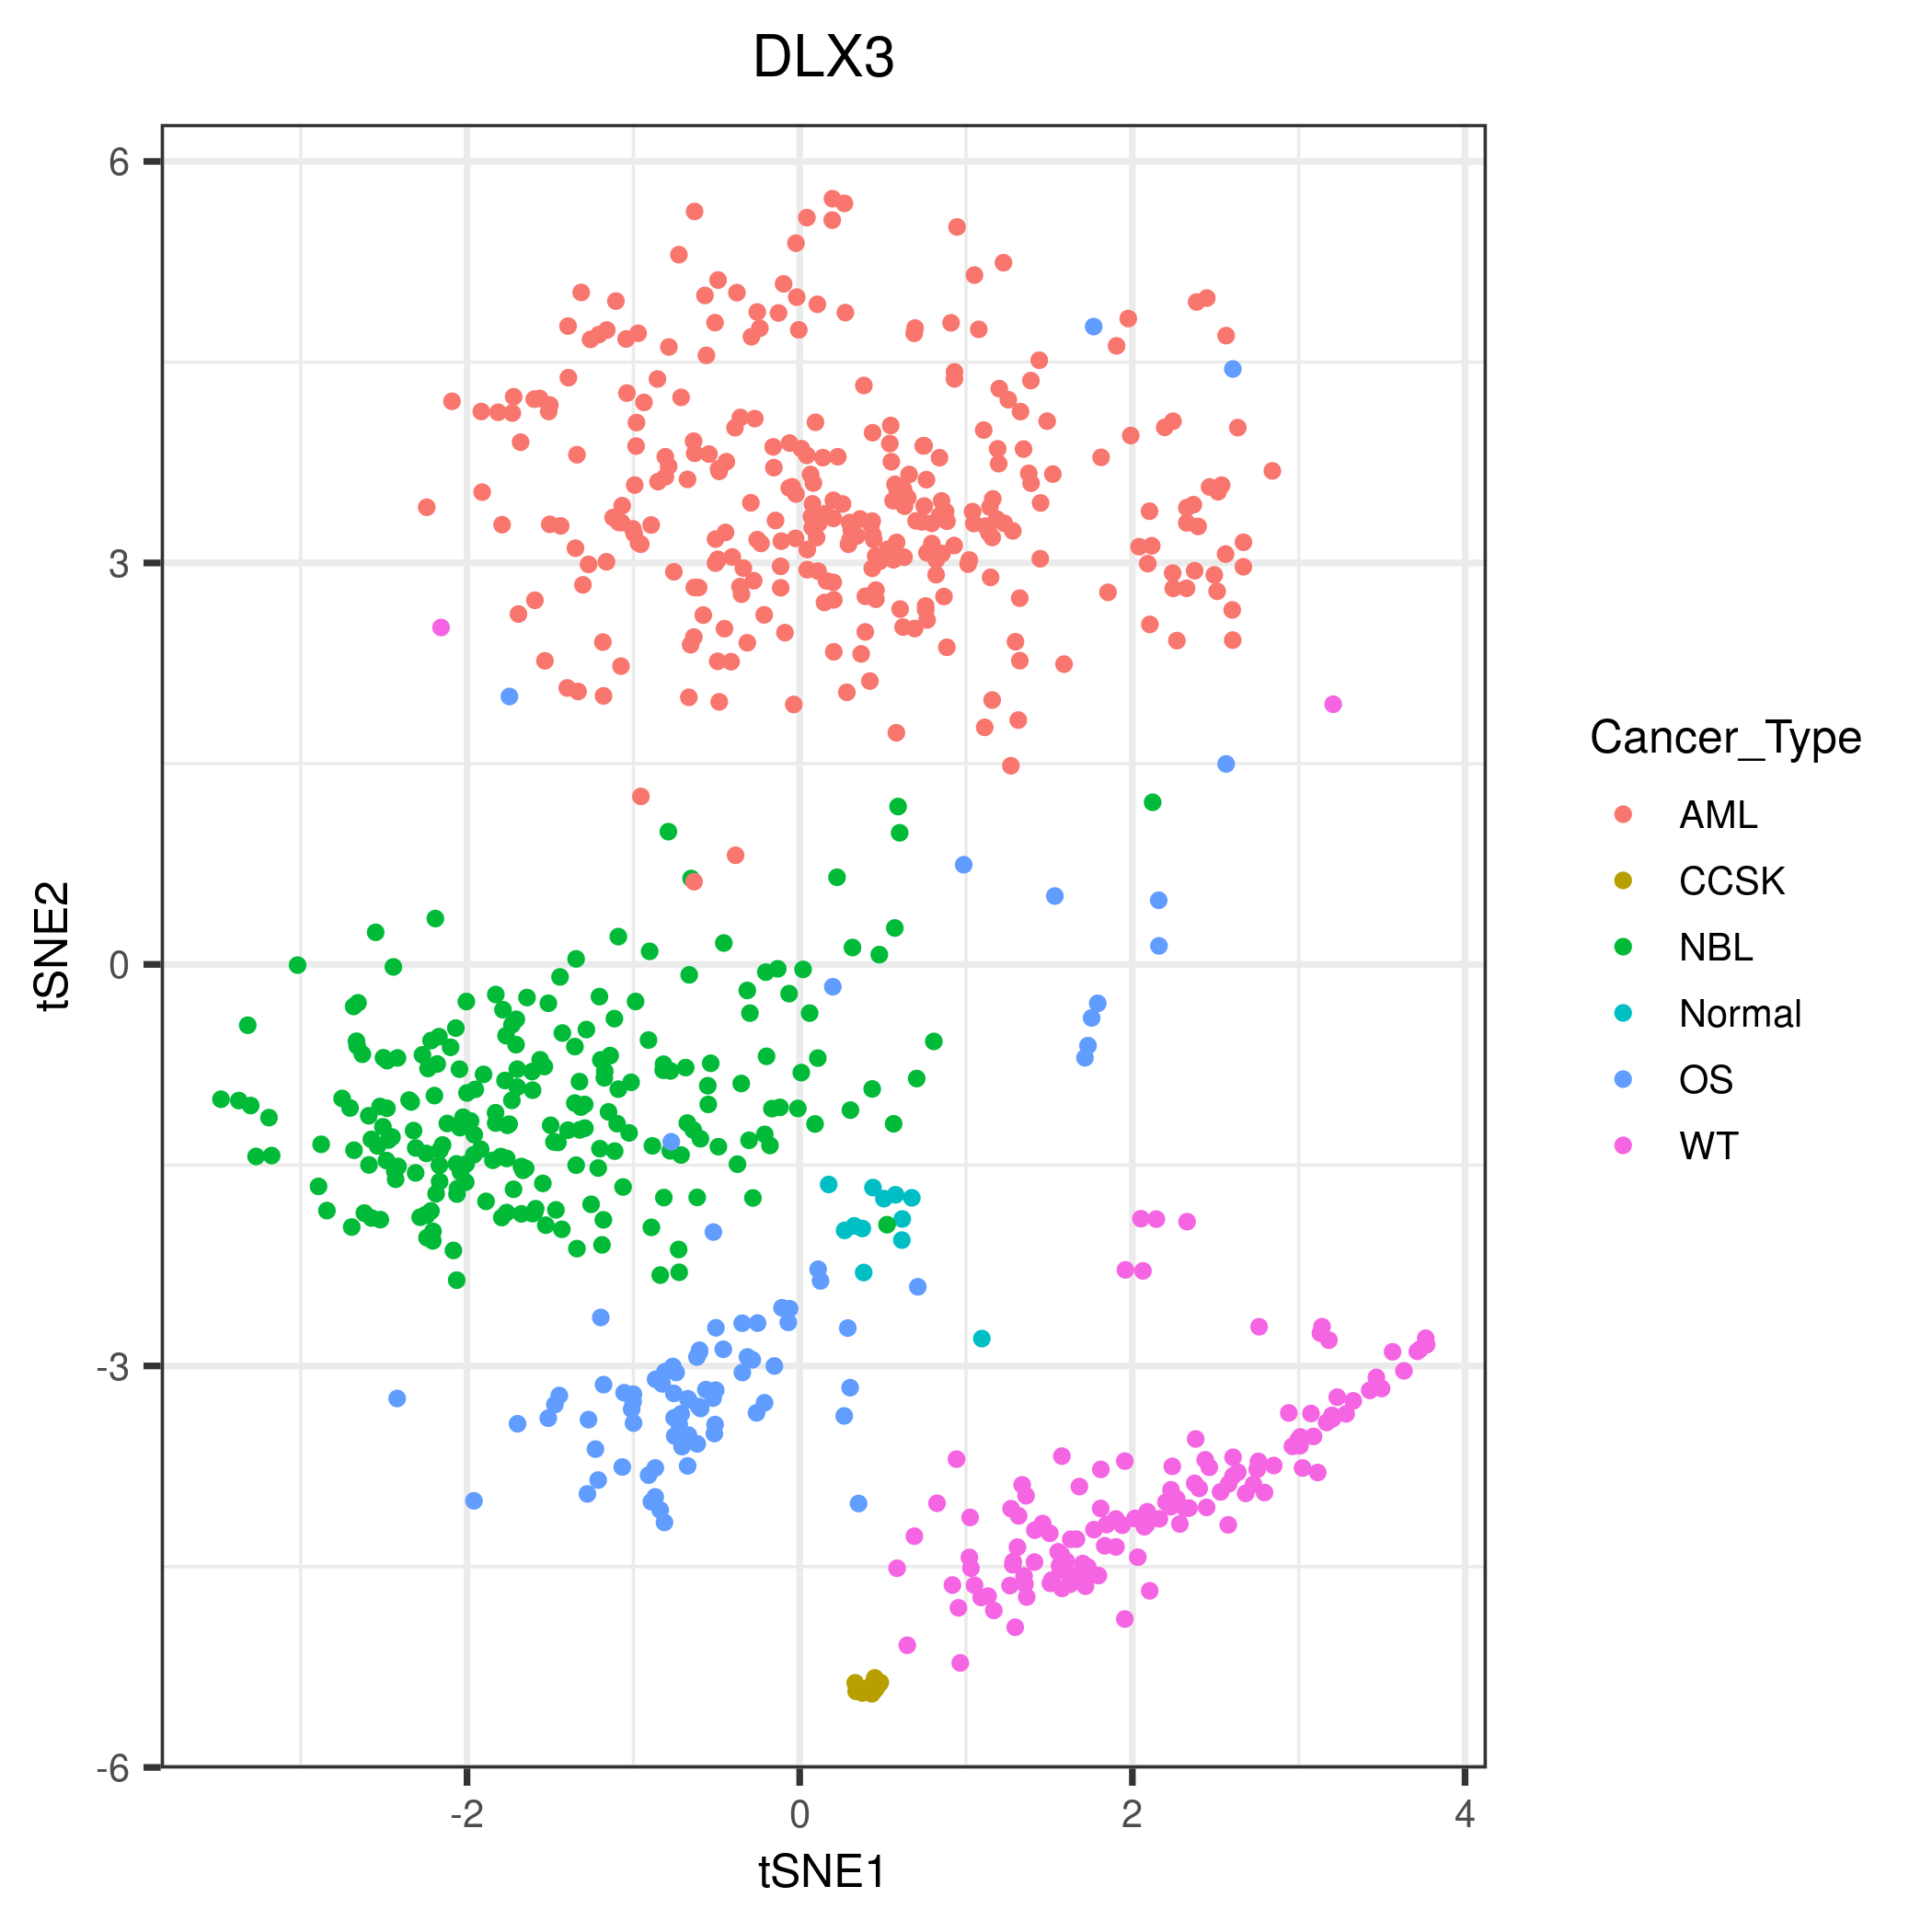 DLX3
6
3
0
-3
-6
tSNE2
-2 0 2 4
tSNE1
Cancer_Type
AML
CCSK
NBL
Normal
OS
WT